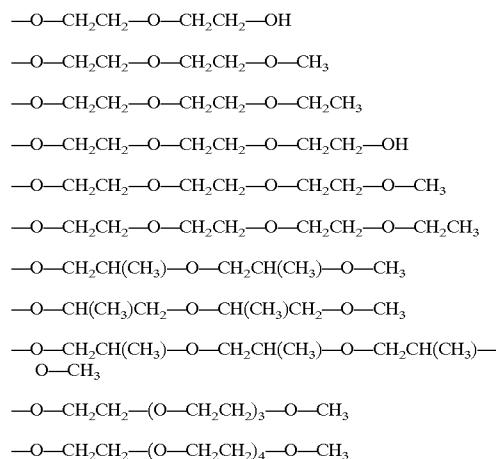 —O—CH₂CH₂—O—CH₂CH₂—OH
—O—CH₂CH₂—O—CH₂CH₂—O—CH₃
—O—CH₂CH₂—O—CH₂CH₂—O—CH₂CH₃
—O—CH₂CH₂—O—CH₂CH₂—O—CH₂CH₂—OH
—O—CH₂CH₂—O—CH₂CH₂—O—CH₂CH₂—O—CH₃
—O—CH₂CH₂—O—CH₂CH₂—O—CH₂CH₂—O—CH₂CH₃
—O—CH₂CH(CH₃)—O—CH₂CH(CH₃)—O—CH₃
—O—CH(CH₃)CH₂—O—CH(CH₃)CH₂—O—CH₃
—O—CH₂CH(CH₃)—O—CH₂CH(CH₃)—O—CH₂CH(CH₃)—
O—CH₃
—O—CH₂CH₂—(O—CH₂CH₂)₃—O—CH₃
—O—CH₂CH₂—(O—CH₂CH₂)₄—O—CH₃